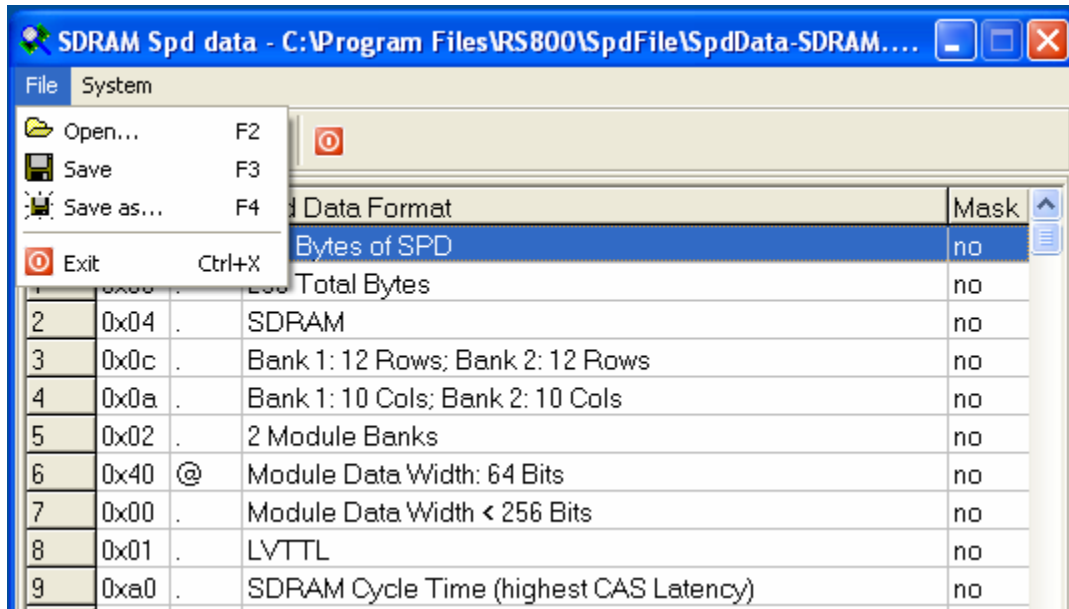 SDRAM Spd data - C:\Program Files\RS800\SpdFile\SpdData-SDRAM....
File System
Open... F2
Save F3
Save as... F4
Exit Ctrl+X
Data Format Mask
Bytes of SPD no
Total Bytes no
2 0x04 . SDRAM no
3 0x0c . Bank 1: 12 Rows; Bank 2: 12 Rows no
4 0x0a . Bank 1: 10 Cols; Bank 2: 10 Cols no
5 0x02 . 2 Module Banks no
6 0x40 @ Module Data Width: 64 Bits no
7 0x00 . Module Data Width < 256 Bits no
8 0x01 . LVTTL no
9 0xa0 . SDRAM Cycle Time (highest CAS Latency) no